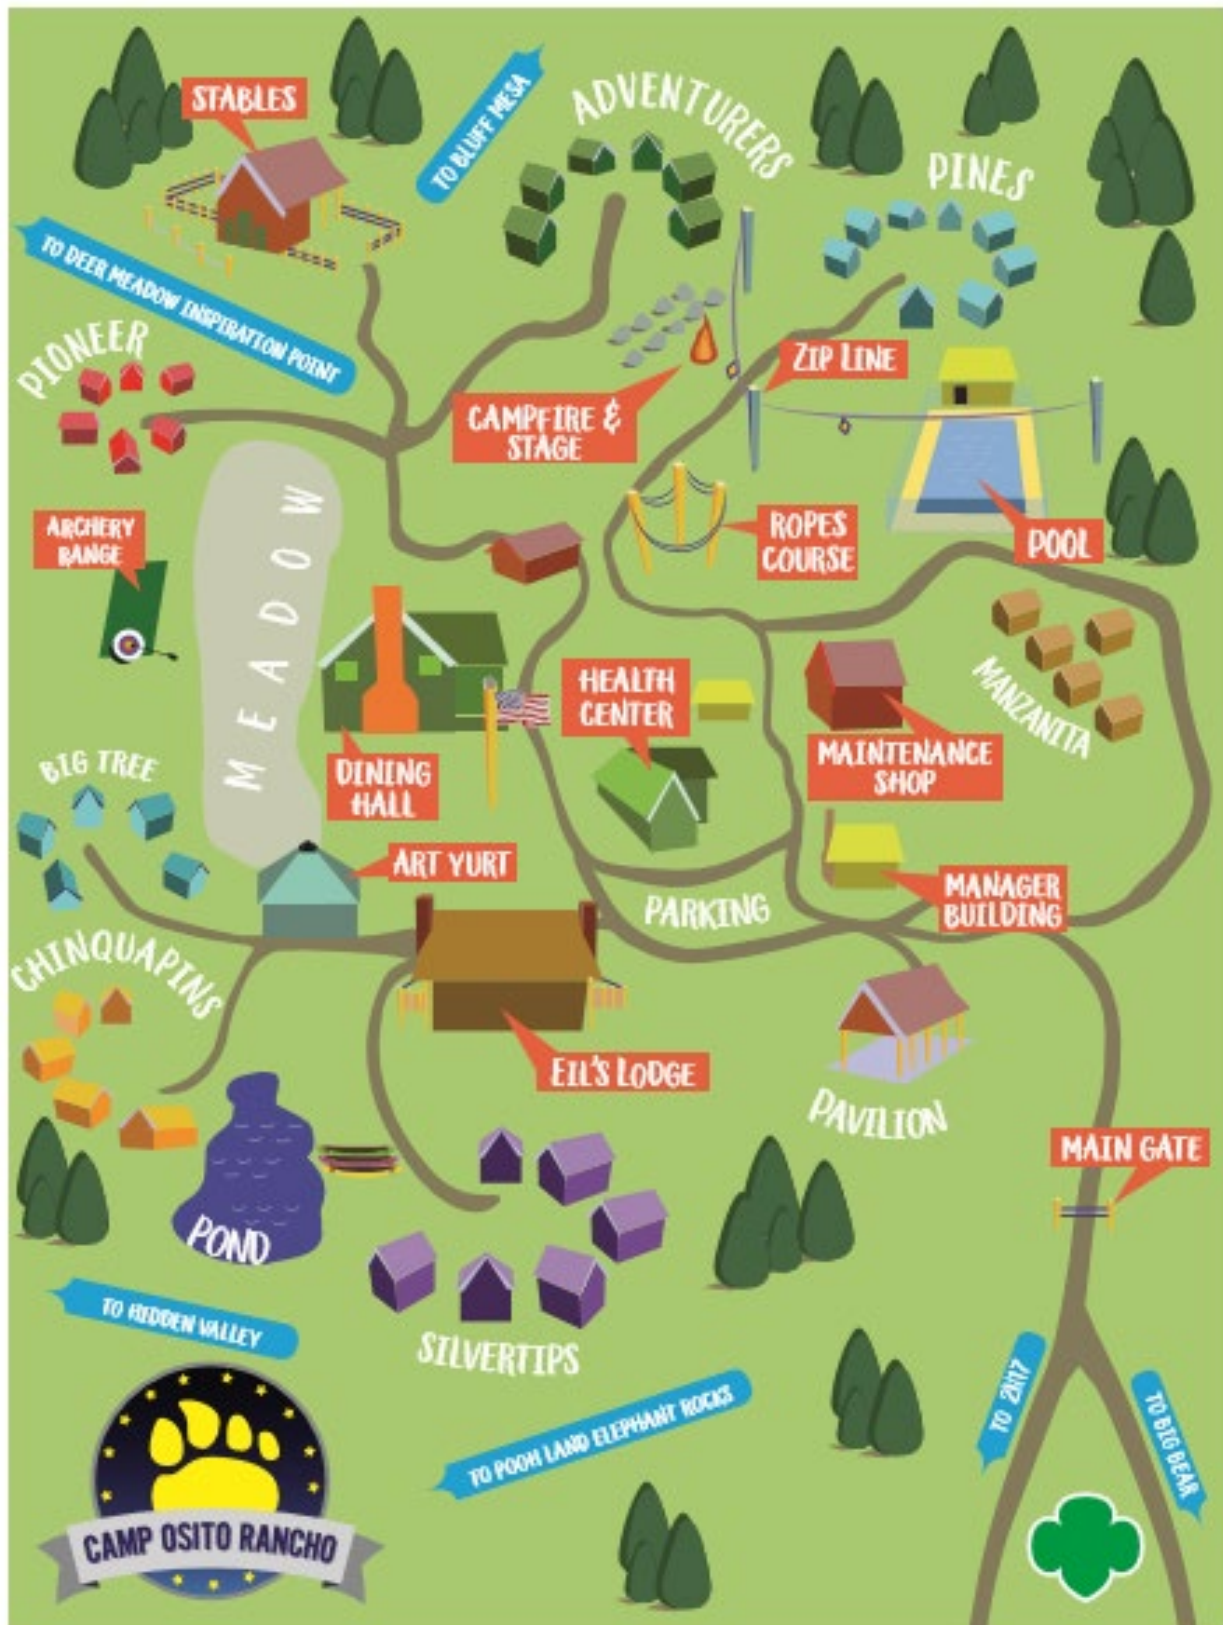 STABLES
TO BLUFF MESA
ADVENTURERS
PINES
TO DEER MEADOW INSPIRATION POINT
PIONEER
ZIP LINE
CAMPFIRE &
STAGE
ARCHERY
RANGE
MEADOW
ROPES
COURSE
POOL
HEALTH
CENTER
MANZANITA
MAINTENANCE
SHOP
BIG TREE
DINING
HALL
ART YURT
PARKING
MANAGER
BUILDING
CHINQUAPINS
EIL'S LODGE
PAVILION
MAIN GATE
POND
TO HIDDEN VALLEY
SILVERTIPS
TO POOH LAND ELEPHANT ROCKS
TO 2N17
TO BIG BEAR
CAMP OSITO RANCHO